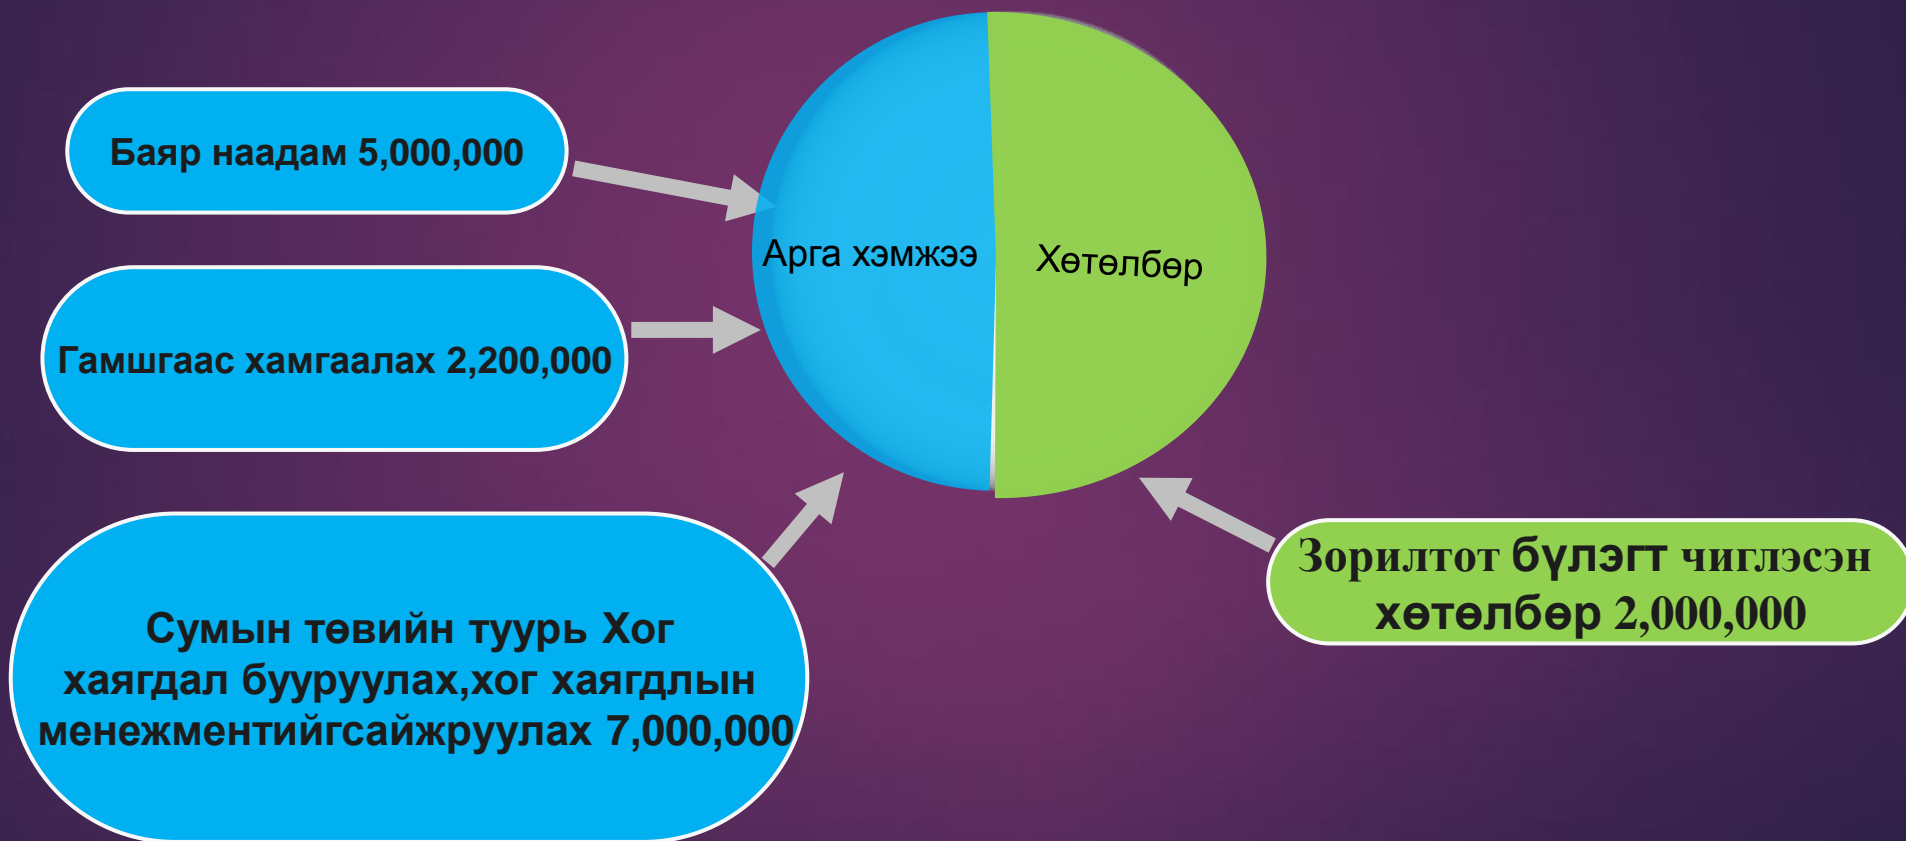 Баяр наадам 5,000,000
Арга хэмжээ
Хөтөлбөр
Гамшгаас хамгаалах 2,200,000
Сумын төвийн туурь Хог
хаягдал бууруулах,хог хаягдлын
менежментийгсайжруулах 7,000,000
Зорилтот бүлэгт чиглэсэн
хөтөлбөр 2,000,000